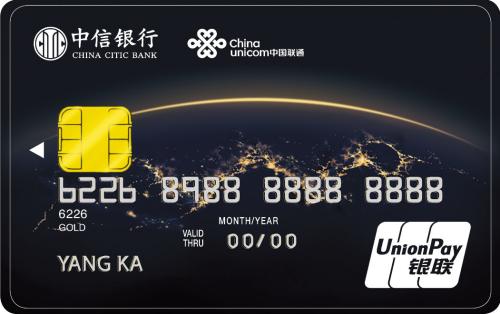 中信银行
CHINA CITIC BANK
China
unicom中国联通
6226 8988 8888 8888
6226
GOLD
MONTH/YEAR
VALID
THRU
00/00
YANG KA
UnionPay
银联